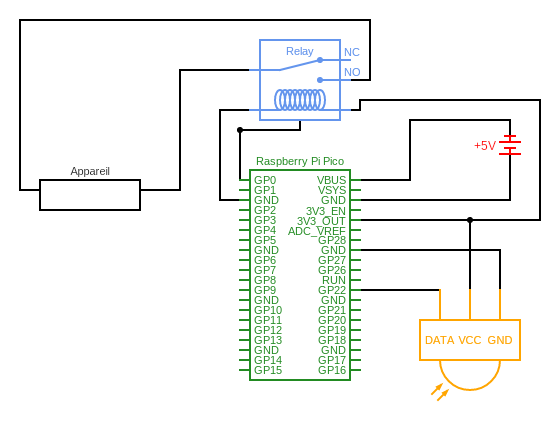 Relay
NC
NO
Appareil
+5V
Raspberry Pi Pico
GP0 VBUS
GP1 VSYS
GND GND
GP2 3V3_EN
GP3 3V3_OUT
GP4 ADC_VREF
GP5 GP28
GND GND
GP6 GP27
GP7 GP26
GP8 RUN
GP9 GP22
GND GND
GP10 GP21
GP11 GP20
GP12 GP19
GP13 GP18
GND GND
GP14 GP17
GP15 GP16
DATA VCC GND